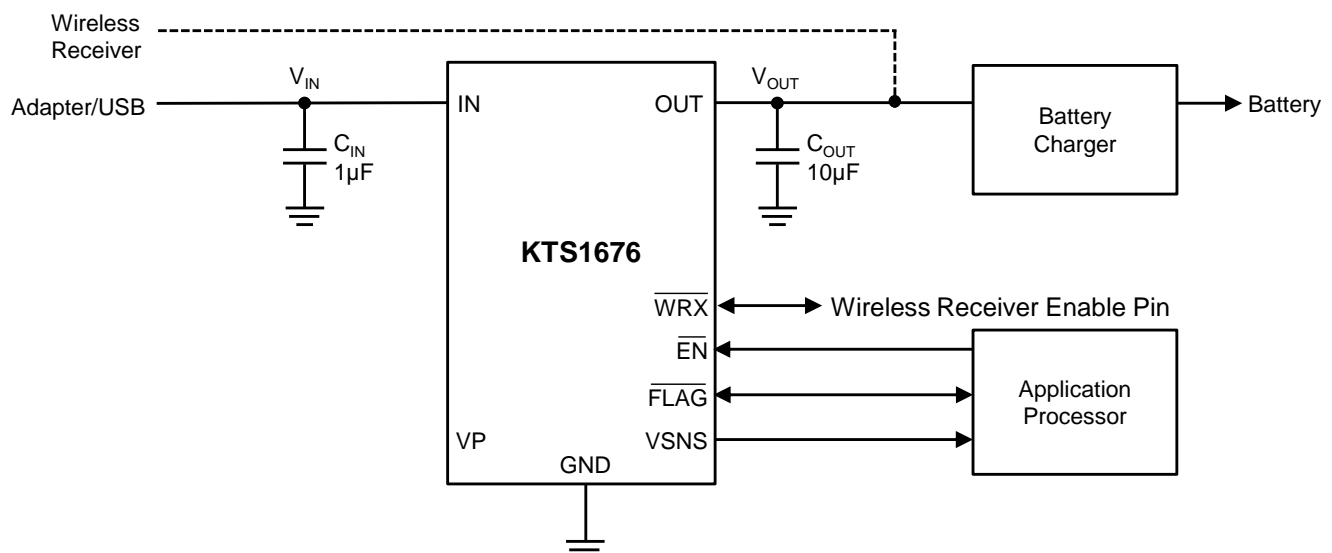 Wireless
Receiver
V_IN
V_OUT
Adapter/USB
IN
OUT
Battery
Charger
Battery
C_IN
1µF
C_OUT
10µF
KTS1676
WRX
Wireless Receiver Enable Pin
EN
FLAG
Application
Processor
VP
VSNS
GND